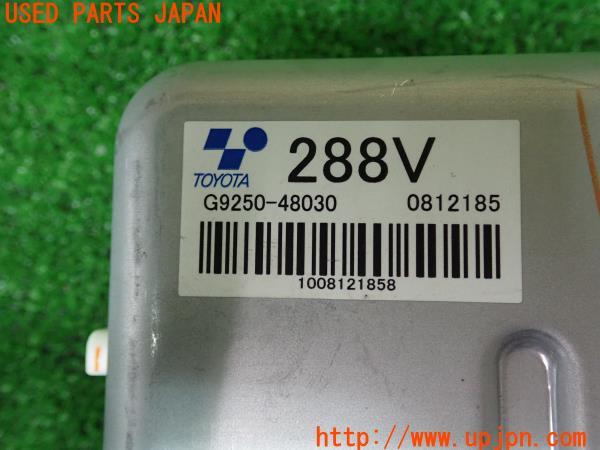 USED PARTS JAPAN
288V
TOYOTA
G9250-48030 0812185
1008121858
http://www.upjpn.com